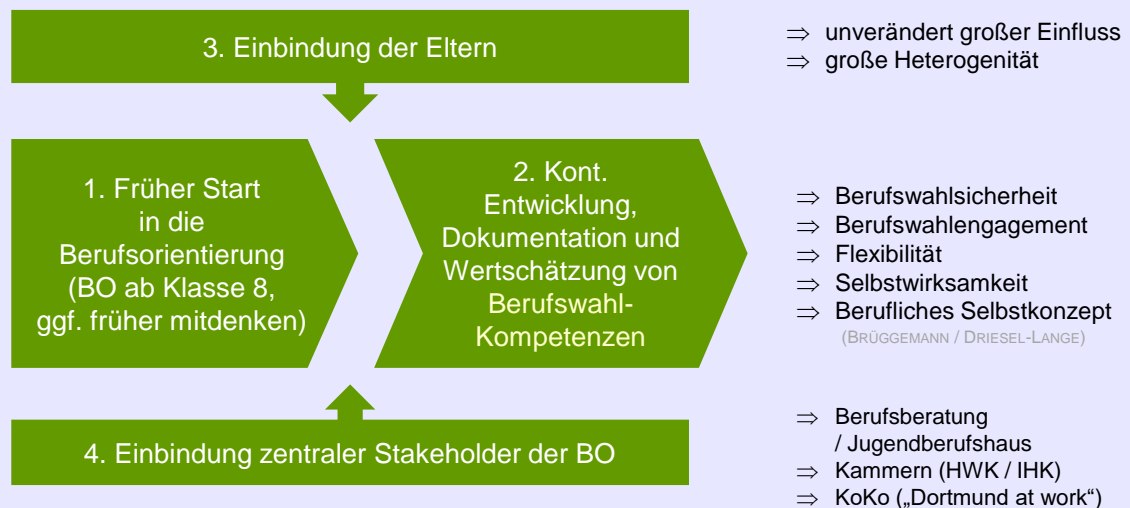 3. Einbindung der Eltern
⇒ unverändert großer Einfluss
⇒ große Heterogenität
1. Früher Start
in die
Berufsorientierung
(BO ab Klasse 8,
ggf. früher mitdenken)
2. Kont.
Entwicklung,
Dokumentation und
Wertschätzung von
Berufswahl-
Kompetenzen
⇒ Berufswahlsicherheit
⇒ Berufswahlengagement
⇒ Flexibilität
⇒ Selbstwirksamkeit
⇒ Berufliches Selbstkonzept
(BRÜGGEMANN / DRIESEL-LANGE)
4. Einbindung zentraler Stakeholder der BO
⇒ Berufsberatung
/ Jugendberufshaus
⇒ Kammern (HWK / IHK)
⇒ KoKo („Dortmund at work“)